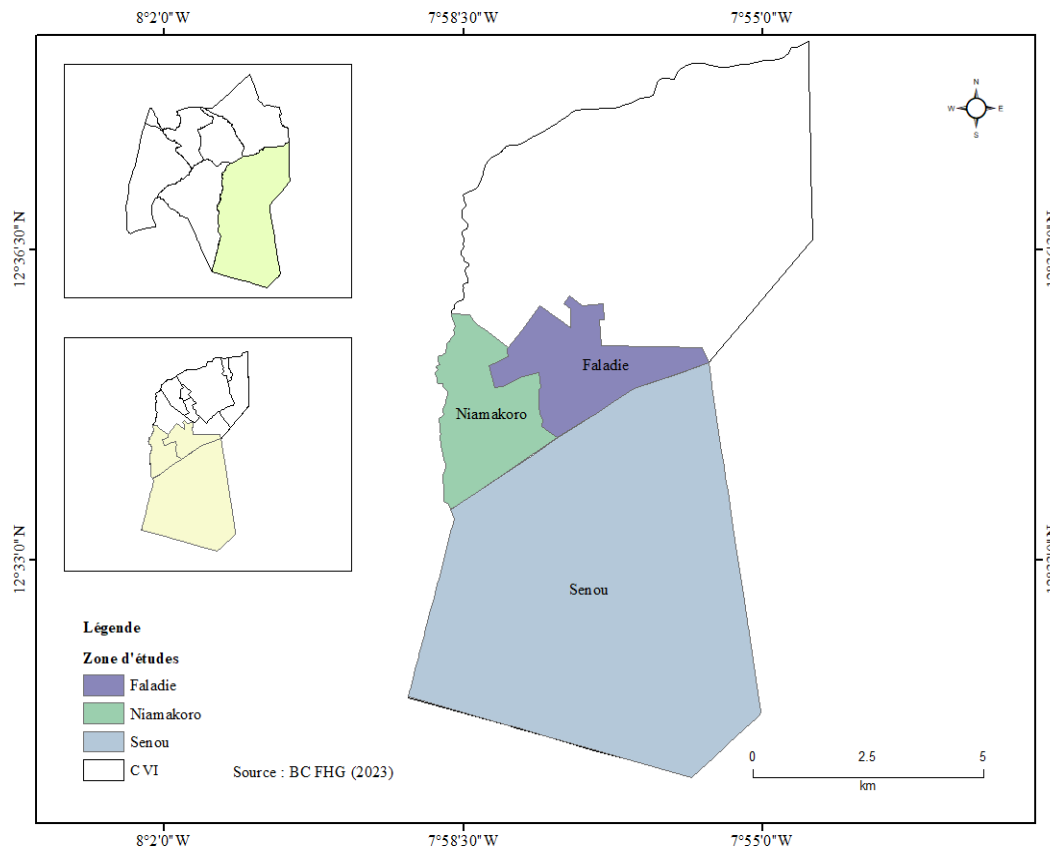 8°2'0"W 7°58'30"W 7°55'0"W
N
W E
S
12°36'30"N
Faladie
Niamakoro
12°33'0"N
Senou
Légende
Zone d'études
Faladie
Niamakoro
Senou
CVI
Source : BC FHG (2023)
0 2.5 5
km
8°2'0"W 7°58'30"W 7°55'0"W